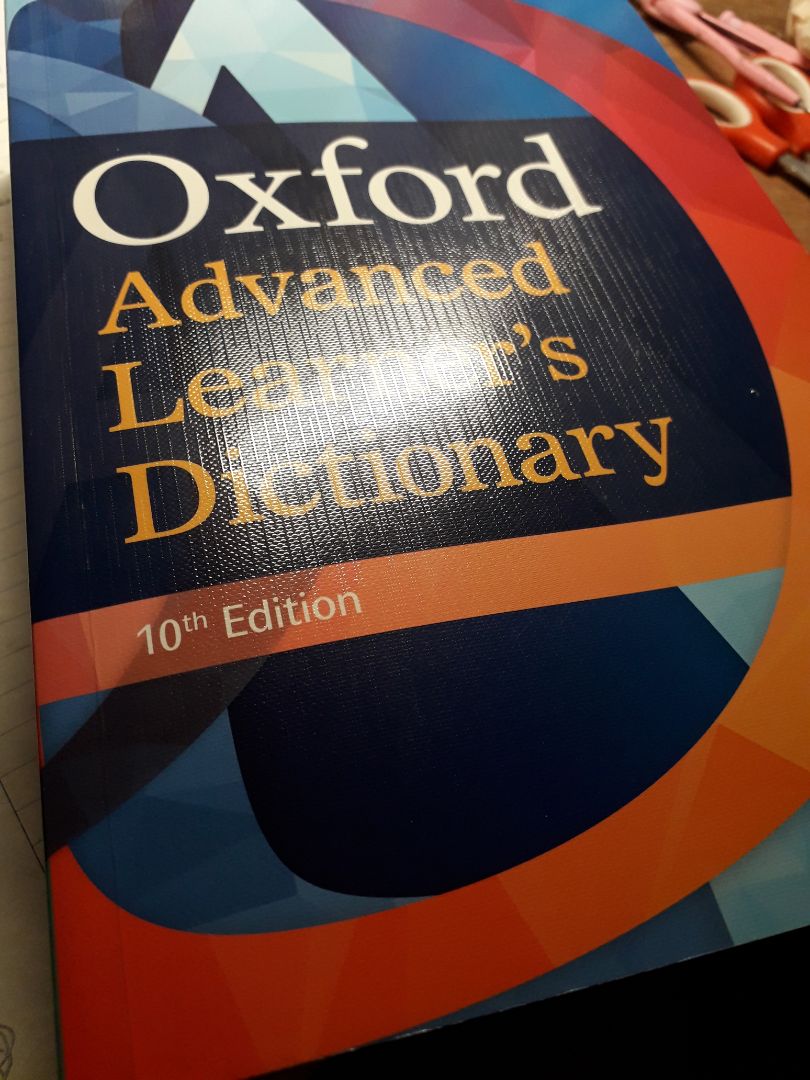 Oxford
Advanced
Learner's
Dictionary
10th Edition